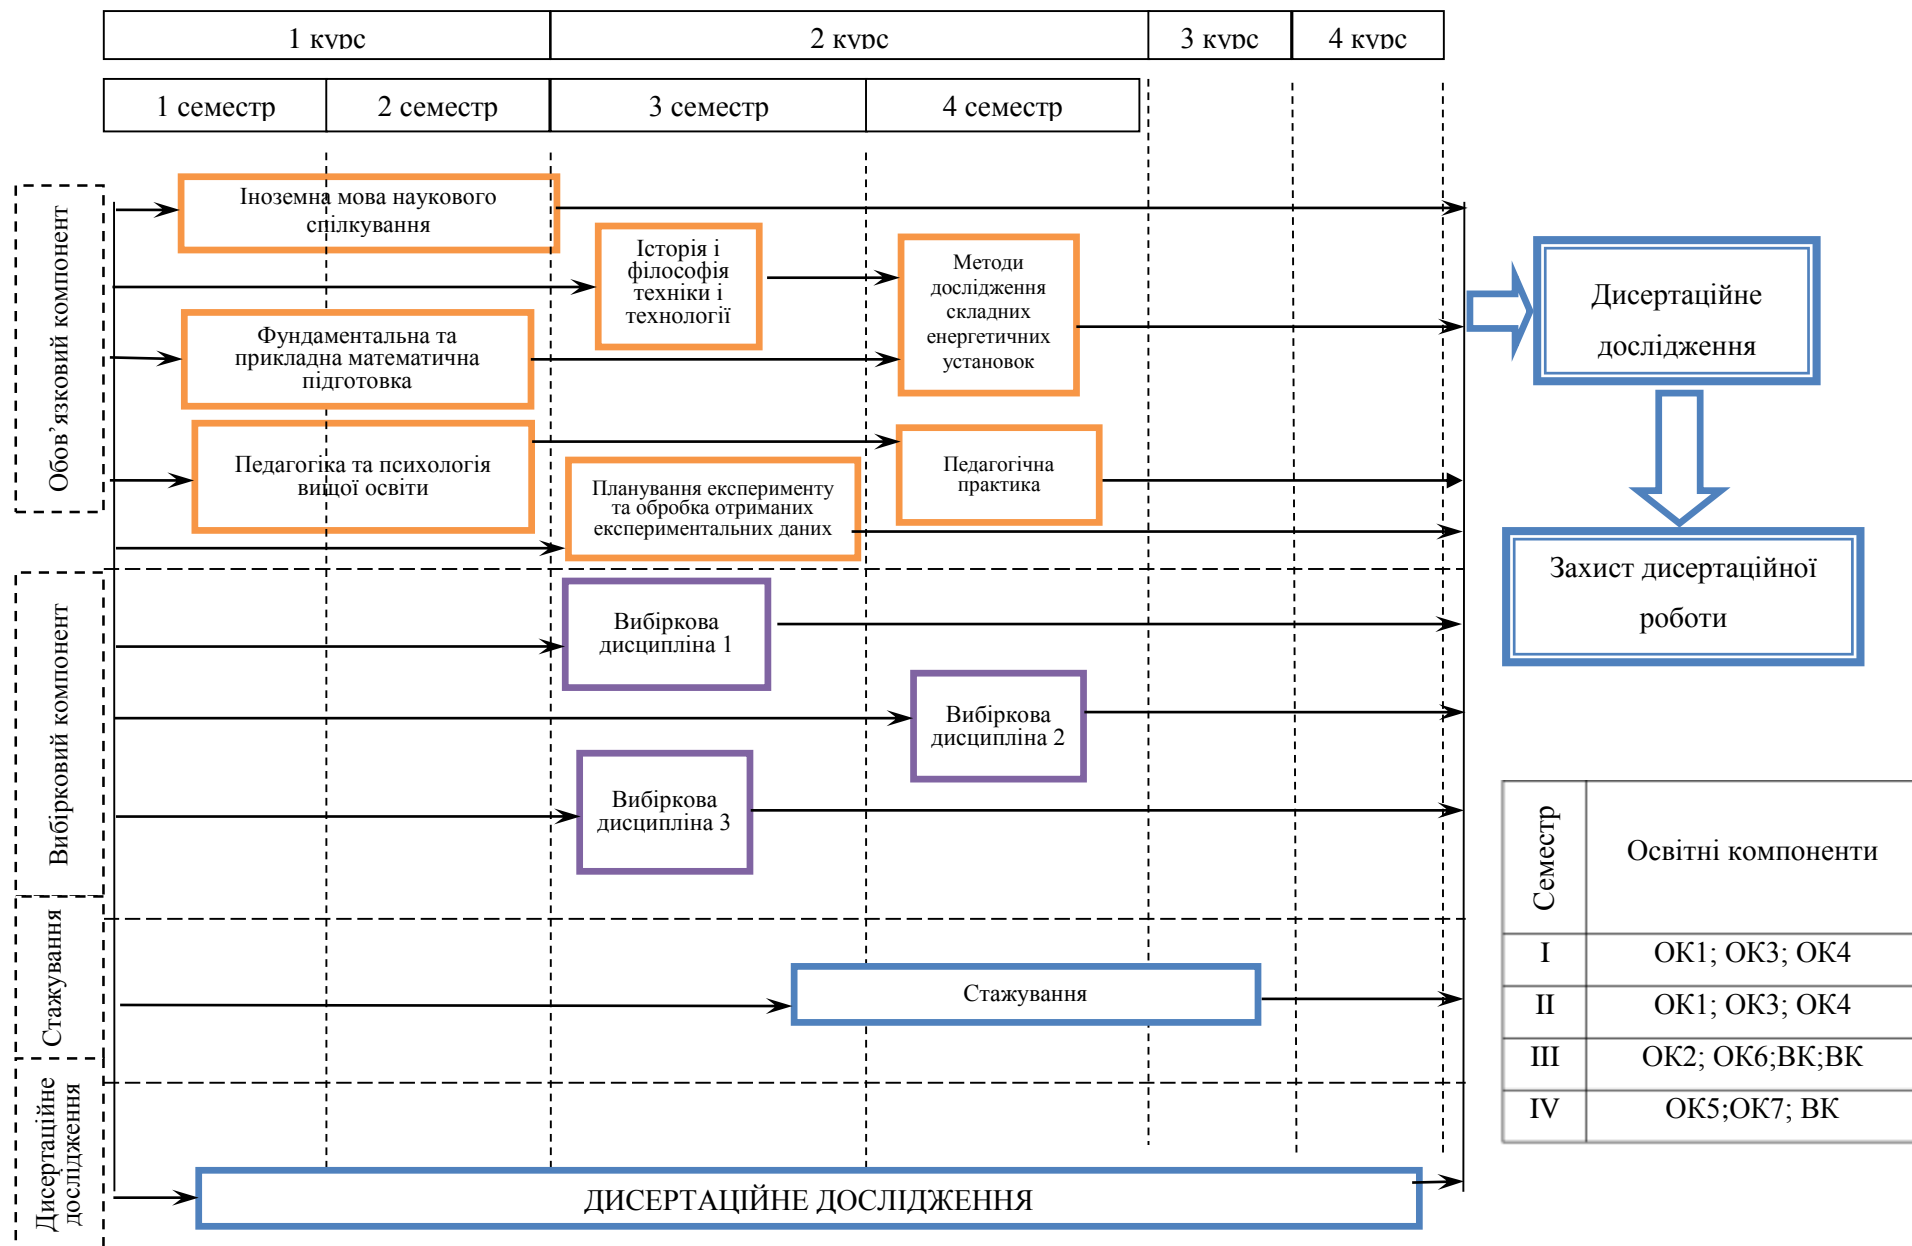 1 курс
2 курс
3 курс
4 курс
1 семестр
2 семестр
3 семестр
4 семестр
Обов’язковий компонент
Іноземна мова наукового
спілкування
Історія і
філософія
техніки і
технології
Методи
дослідження
складних
енергетичних
установок
Фундаментальна та
прикладна математична
підготовка
Педагогіка та психологія
вищої освіти
Планування експерименту
та обробка отриманих
експериментальних даних
Педагогічна
практика
Дисертаційне
дослідження
Захист дисертаційної
роботи
Вибірковий компонент
Вибіркова
дисципліна 1
Вибіркова
дисципліна 2
Вибіркова
дисципліна 3
Стажування
Стажування
Дисертаційне
дослідження
ДИСЕРТАЦІЙНЕ ДОСЛІДЖЕННЯ
Семестр
Освітні компоненти
I
ОК1; ОК3; ОК4
II
ОК1; ОК3; ОК4
III
ОК2; ОК6;ВК;ВК
IV
ОК5;ОК7; ВК